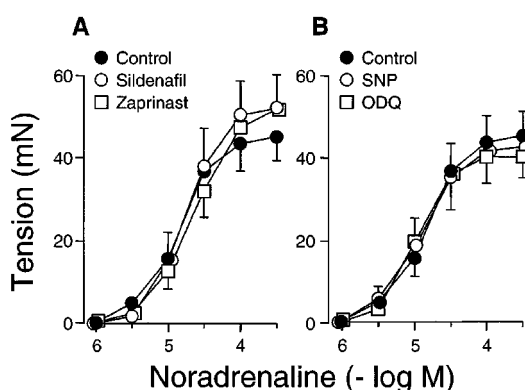 A
● Control
○ Sildenafil
□ Zaprinast
B
● Control
○ SNP
□ ODQ
Tension (mN)
60
40
20
0
6
5
4
60
40
20
0
6
5
4
Noradrenaline (- log M)